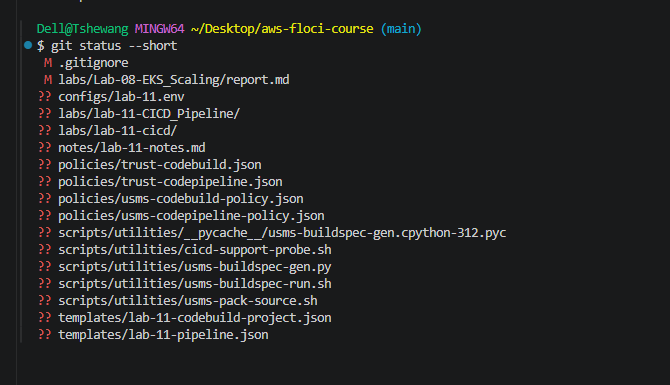 Dell@Tshewang MINGW64 ~/Desktop/aws-floci-course (main)
$ git status --short
 M .gitignore
 M labs/Lab-08-EKS_Scaling/report.md
?? configs/lab-11.env
?? labs/lab-11-CICD_Pipeline/
?? labs/lab-11-cicd/
?? notes/lab-11-notes.md
?? policies/trust-codebuild.json
?? policies/trust-codepipeline.json
?? policies/usms-codebuild-policy.json
?? policies/usms-codepipeline-policy.json
?? scripts/utilities/__pycache__/usms-buildspec-gen.cpython-312.pyc
?? scripts/utilities/cicd-support-probe.sh
?? scripts/utilities/usms-buildspec-gen.py
?? scripts/utilities/usms-buildspec-run.sh
?? scripts/utilities/usms-pack-source.sh
?? templates/lab-11-codebuild-project.json
?? templates/lab-11-pipeline.json